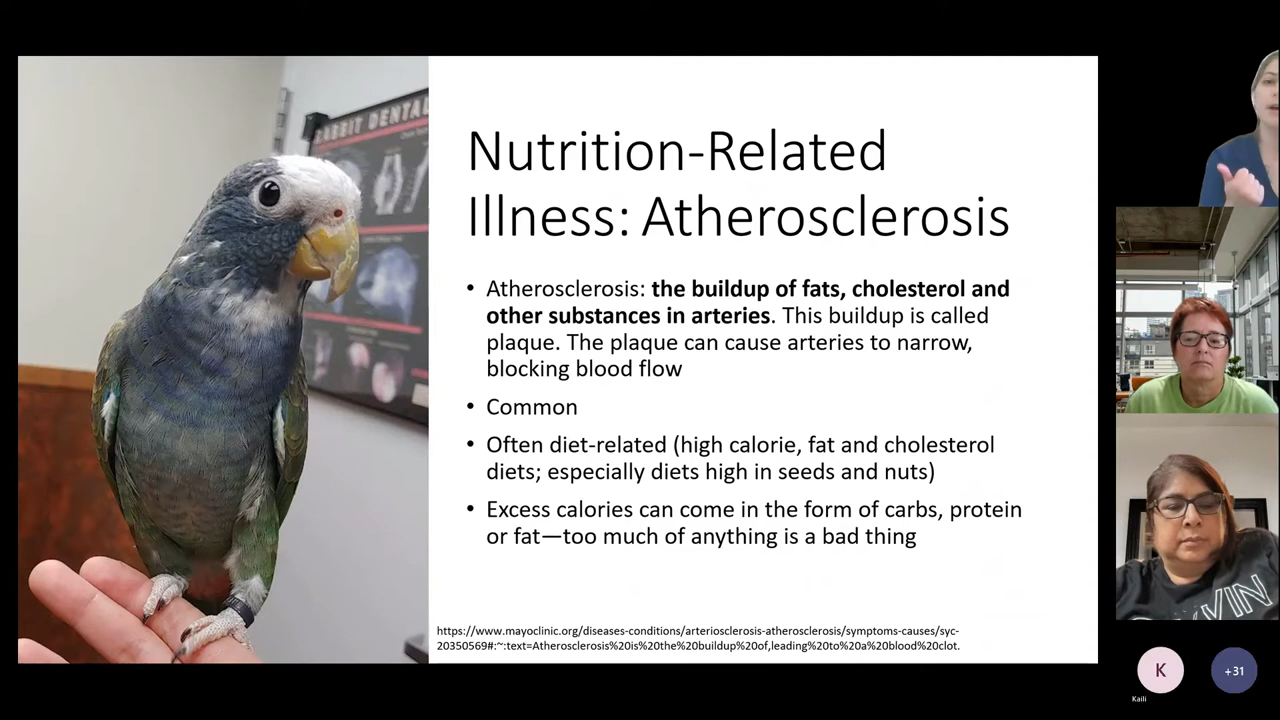 RABBIT DENTAL
Nutrition-Related
Illness: Atherosclerosis
• Atherosclerosis: the buildup of fats, cholesterol and
other substances in arteries. This buildup is called
plaque. The plaque can cause arteries to narrow,
blocking blood flow
• Common
• Often diet-related (high calorie, fat and cholesterol
diets; especially diets high in seeds and nuts)
• Excess calories can come in the form of carbs, protein
or fat—too much of anything is a bad thing
https://www.mayoclinic.org/diseases-conditions/arteriosclerosis-atherosclerosis/symptoms-causes/syc-
20350569#:~:text=Atherosclerosis%20is%20the%20buildup%20of,leading%20to%20a%20blood%20clot.
K
Kaili
+31